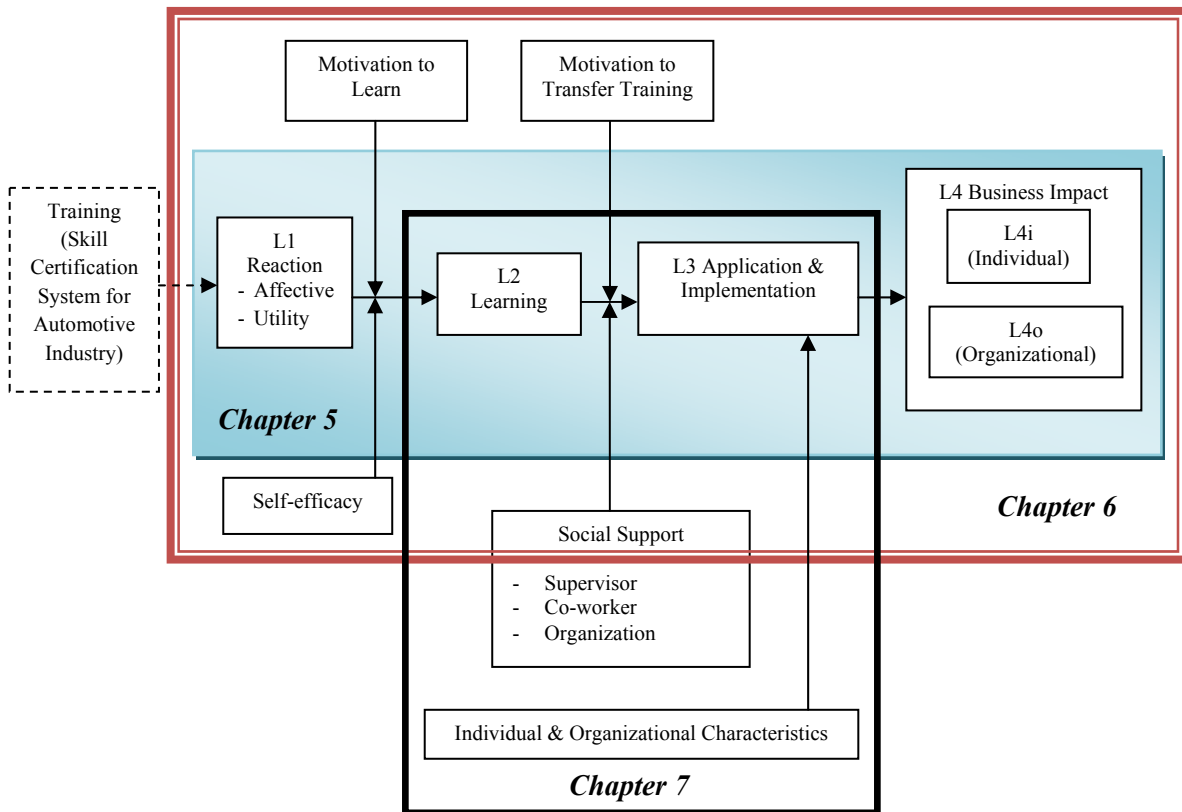 Motivation to
Learn
Motivation to
Transfer Training
Training
(Skill
Certification
System for
Automotive
Industry)
L1
Reaction
- Affective
- Utility
L2
Learning
L3 Application &
Implementation
L4 Business Impact
L4i
(Individual)
L4o
(Organizational)
Chapter 5
Self-efficacy
Chapter 6
Social Support
- Supervisor
- Co-worker
- Organization
Individual & Organizational Characteristics
Chapter 7